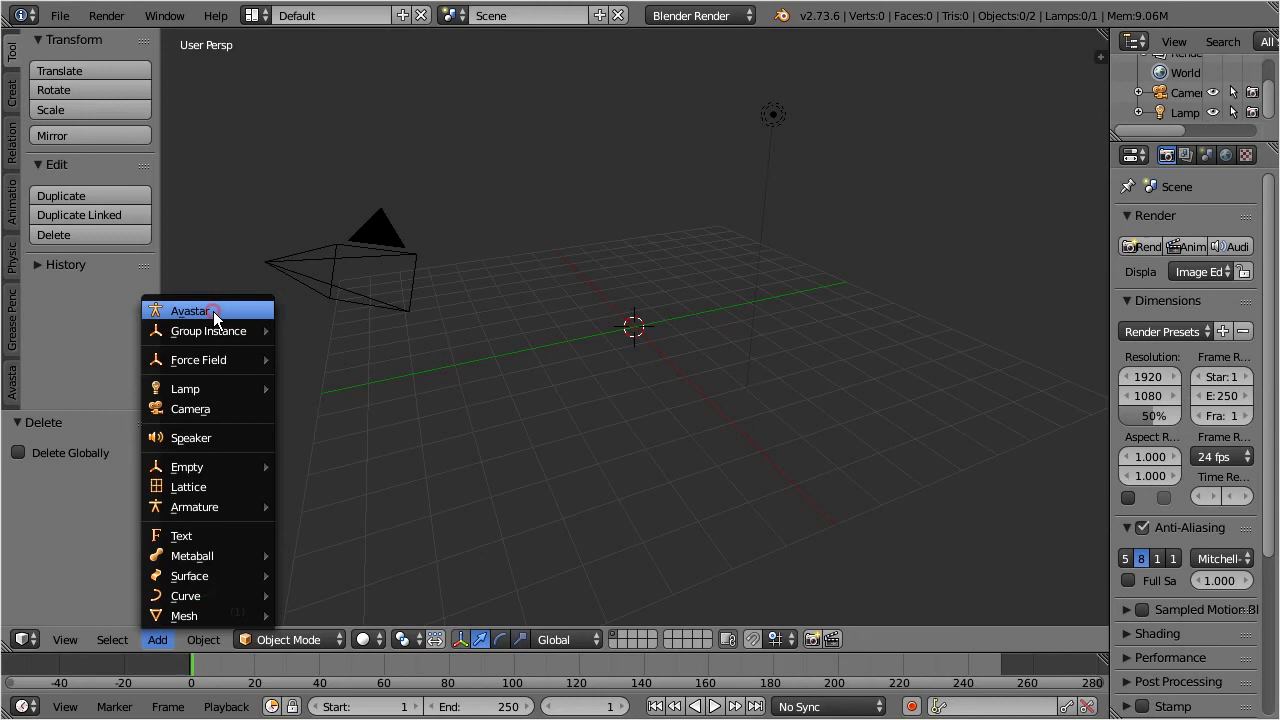 File Render Window Help Default Scene Blender Render v2.73.6 | Verts:0 | Faces:0 | Tris:0 | Objects:0/2 | Lamps:0/1 | Mem:9.06M
Tool
Creat
Relation
Animatio
Physic
Grease Penc
Avasta
Transform
Translate
Rotate
Scale
Mirror
Edit
Duplicate
Duplicate Linked
Delete
History
Delete
Delete Globally
User Persp
Avastar
Group Instance
Force Field
Lamp
Camera
Speaker
Empty
Lattice
Armature
Text
Metaball
Surface
Curve
(1)
Mesh
View Select Add Object Object Mode Global
-40 -20 0 20 40 60 80 100 120 140 160 180 200 220 240 260 280
View Marker Frame Playback Start: 1 End: 250 1 No Sync
View Search All
World
Camer
Lamp
Scene
Render
Rend Anim Audi
Displa Image Ed
Dimensions
Render Presets
Resolution: Frame R...
1920 Star: 1
1080 E: 250
50% Fra: 1
Aspect R... Frame R...
1.000 24 fps
1.000 Time Re...
Anti-Aliasing
5 8 1 1 Mitchell-
Full Sa 1.000
Sampled Motion Bl
Shading
Performance
Post Processing
Stamp